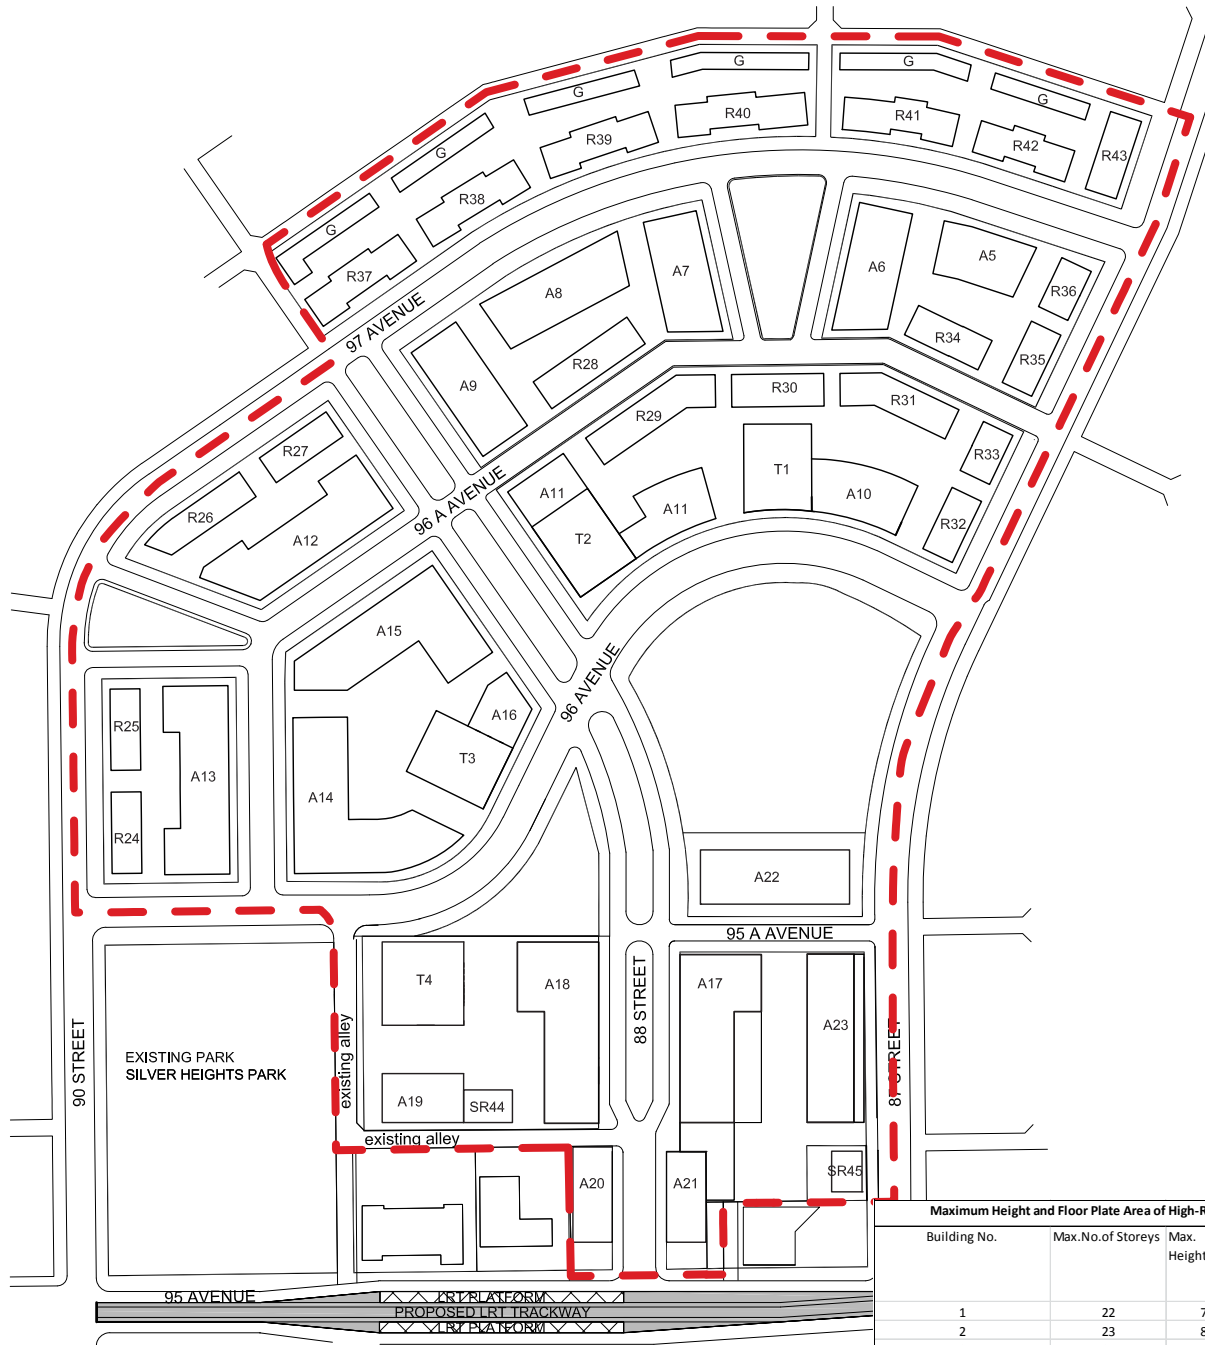 G
G
G
G
G
G
R40
R41
R39
R42
R43
R38
R37
A7
A6
A5
R36
A8
97 AVENUE
R34
R35
R28
A9
R30
R31
R29
R27
R33
T1
A11
A10
R26
96 A AVENUE
A11
R32
A12
T2
A15
96 AVENUE
A16
R25
T3
A13
A14
R24
A22
95 A AVENUE
T4
A18
A17
88 STREET
A23
EXISTING PARK
SILVER HEIGHTS PARK
90 STREET
existing alley
87 STREET
A19
SR44
existing alley
SR45
A20
A21
Maximum Height and Floor Plate Area of High-R
Building No. Max.No.of Storeys Max.
Height
1 22 7
2 23 8
95 AVENUE
LRT PLATFORM
PROPOSED LRT TRACKWAY
LRT PLATFORM